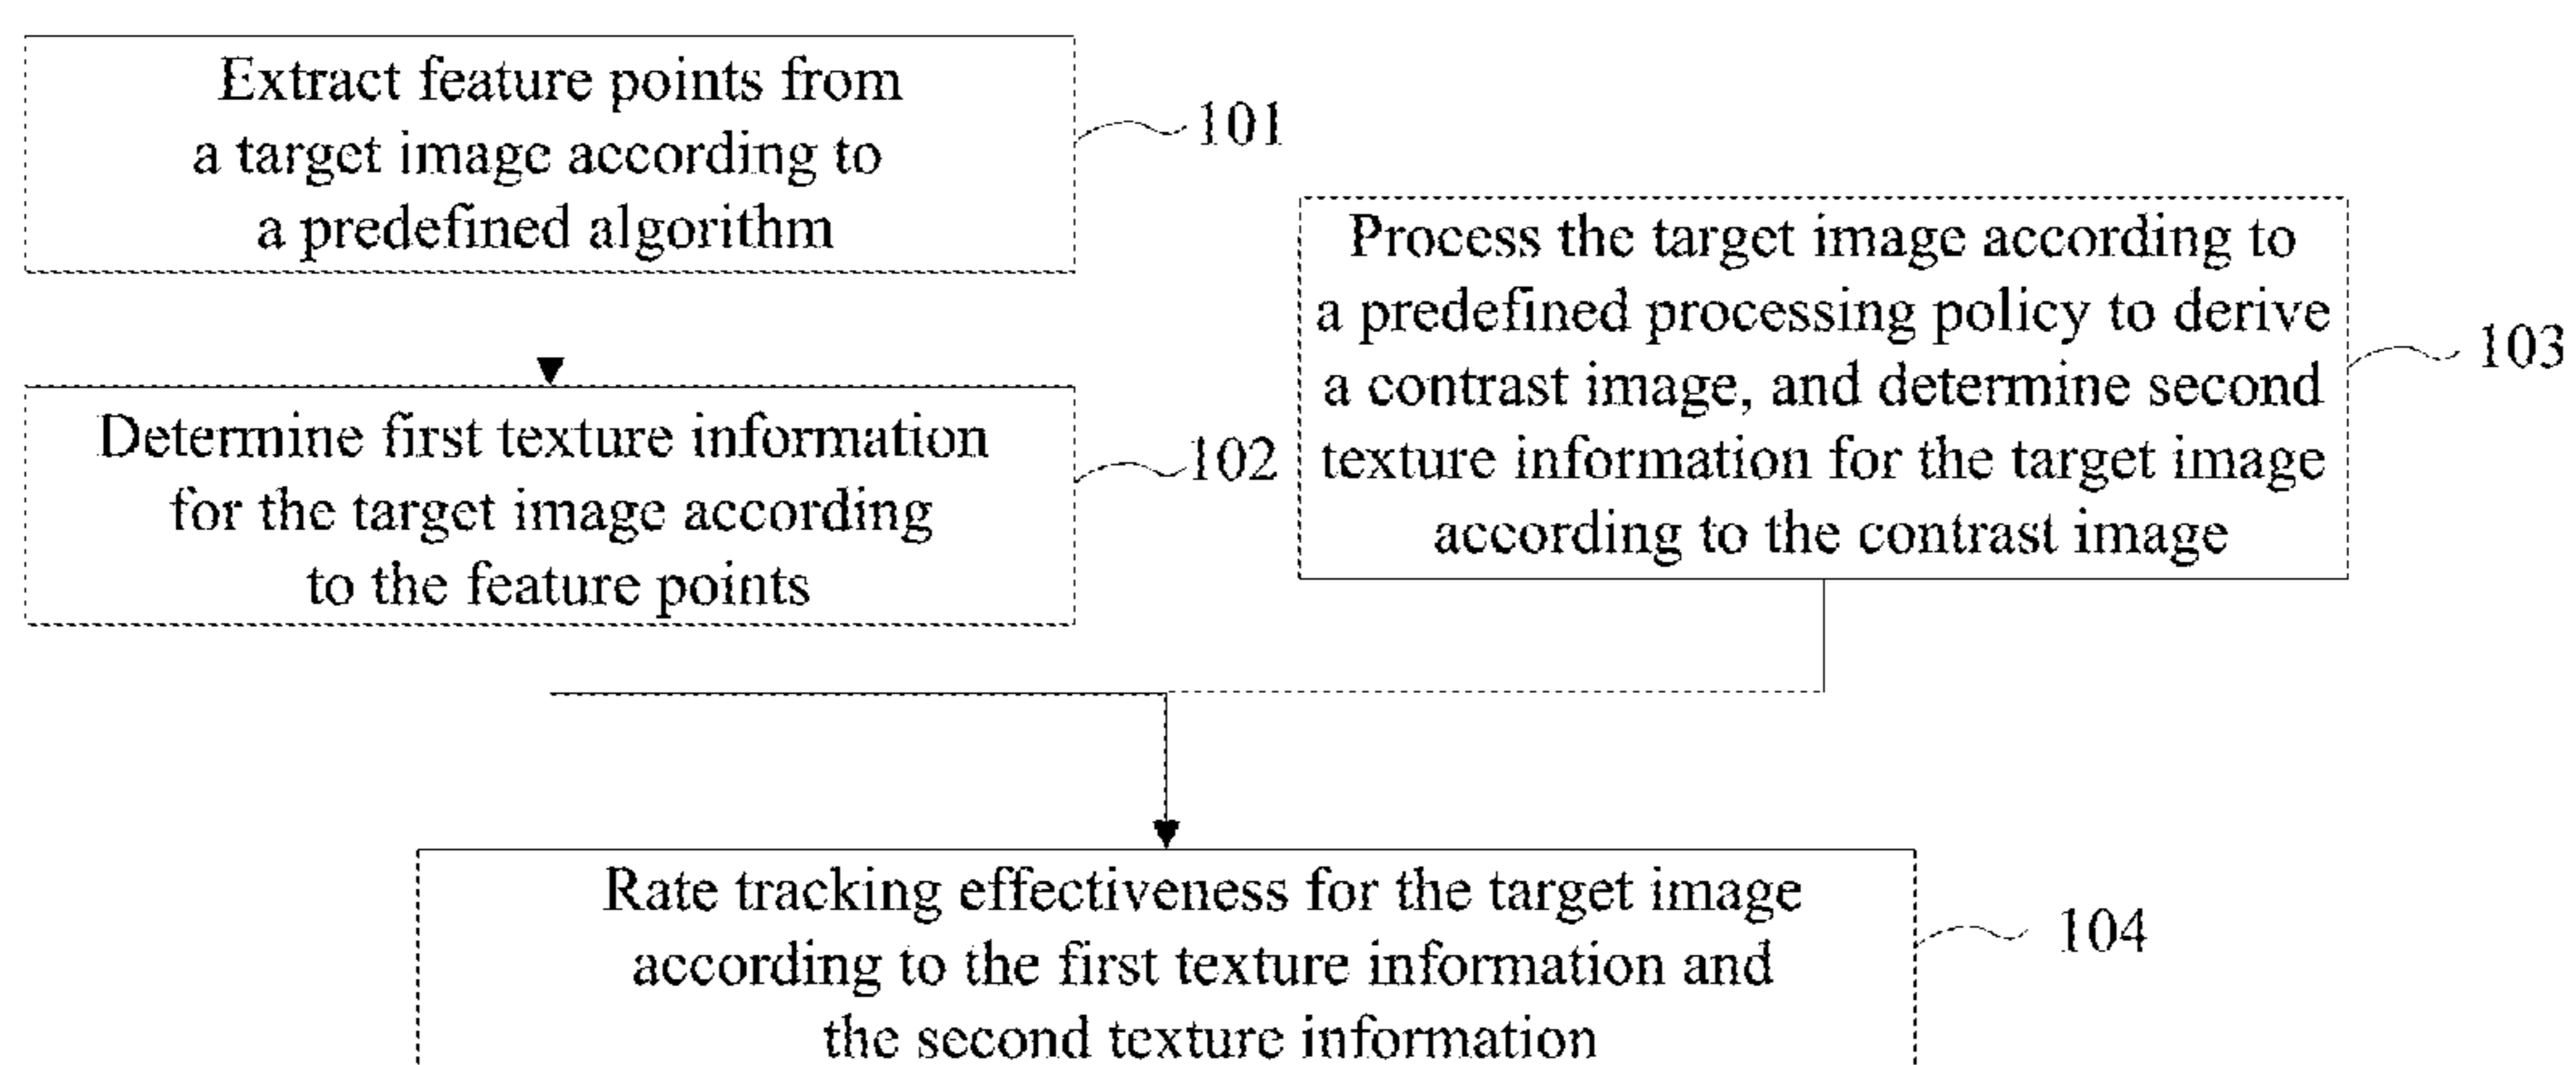 Extract feature points from
a target image according to
a predefined algorithm
101
Determine first texture information
for the target image according
to the feature points
102
Process the target image according to
a predefined processing policy to derive
a contrast image, and determine second
texture information for the target image
according to the contrast image
103
Rate tracking effectiveness for the target image
according to the first texture information and
the second texture information
104